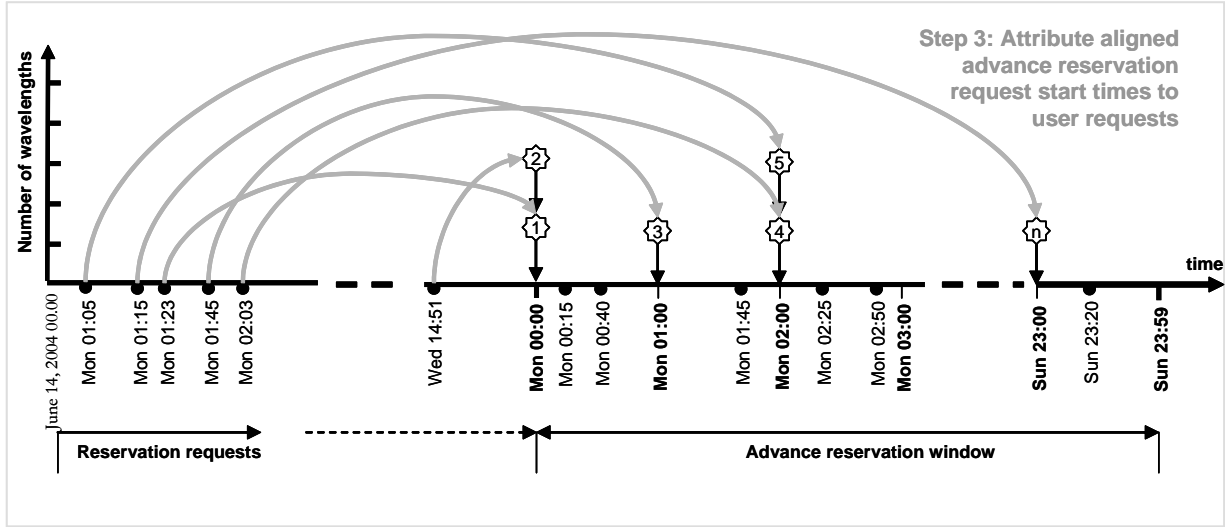 Step 3: Attribute aligned
advance reservation
request start times to
user requests
Number of wavelengths
2
5
1
3
4
n
time
June 14, 2004 00.00
Mon 01:05
Mon 01:15
Mon 01:23
Mon 01:45
Mon 02:03
Wed 14:51
Mon 00:00
Mon 00:15
Mon 00:40
Mon 01:00
Mon 01:45
Mon 02:00
Mon 02:25
Mon 02:50
Mon 03:00
Sun 23:00
Sun 23:20
Sun 23:59
Reservation requests
Advance reservation window